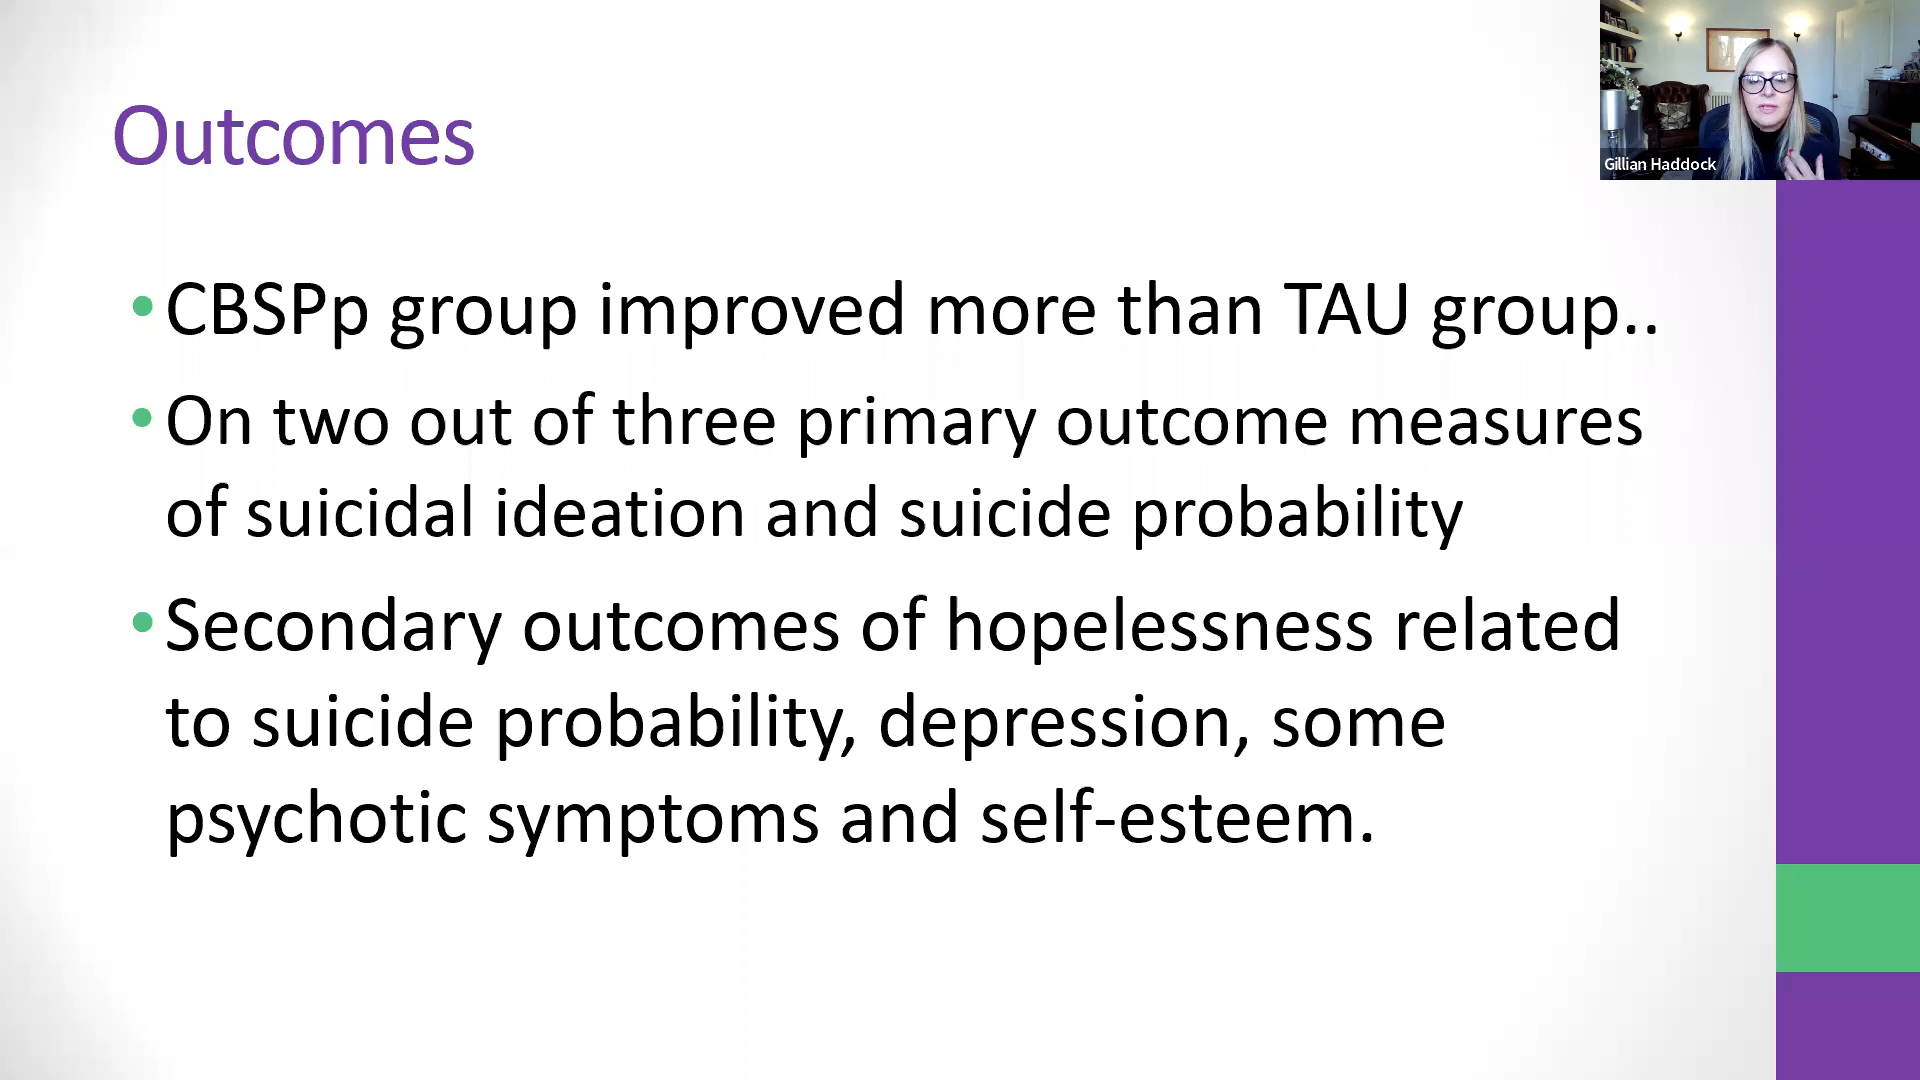 Outcomes
Gillian Haddock
•CBSPp group improved more than TAU group..
•On two out of three primary outcome measures
of suicidal ideation and suicide probability
•Secondary outcomes of hopelessness related
to suicide probability, depression, some
psychotic symptoms and self-esteem.